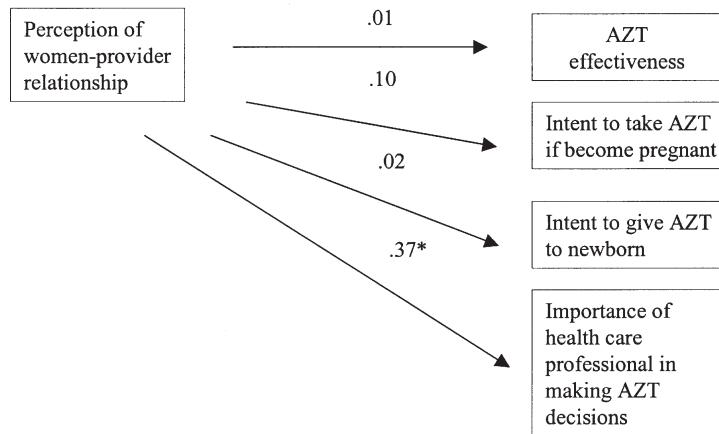 Perception of
women-provider
relationship
.01
AZT
effectiveness
.10
Intent to take AZT
if become pregnant
.02
Intent to give AZT
to newborn
.37*
Importance of
health care
professional in
making AZT
decisions